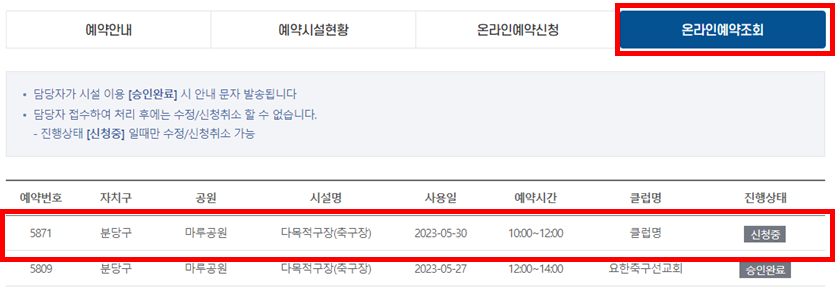 예약안내 예약시설현황 온라인예약신청 온라인예약조회
• 담당자가 시설 이용 [승인완료] 시 안내 문자 발송됩니다
• 담당자 접수하여 처리 후에는 수정/신청취소 할 수 없습니다.
- 진행상태 [신청중] 일때만 수정/신청취소 가능
예약번호 자치구 공원 시설명 사용일 예약시간 클럽명 진행상태
5871 분당구 마루공원 다목적구장(축구장) 2023-05-30 10:00~12:00 클럽명 신청중
5809 분당구 마루공원 다목적구장(축구장) 2023-05-27 12:00~14:00 요한축구선교회 승인완료